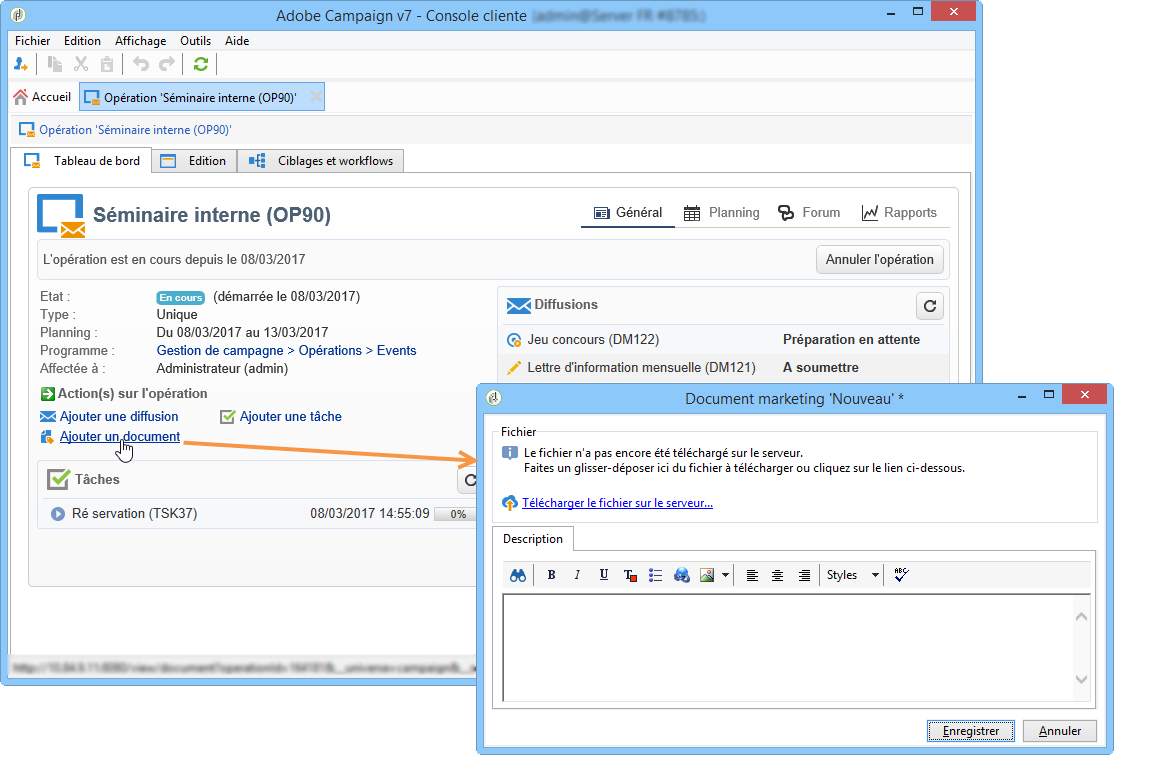 Adobe Campaign v7 - Console cliente
Fichier Edition Affichage Outils Aide
Accueil Opération 'Séminaire interne (OP90)'
Opération 'Séminaire interne (OP90)'
Tableau de bord Edition Ciblages et workflows
Séminaire interne (OP90) Général Planning Forum Rapports
L'opération est en cours depuis le 08/03/2017 Annuler l'opération
Etat : En cours (démarrée le 08/03/2017)
Type : Unique
Planning : Du 08/03/2017 au 13/03/2017
Programme : Gestion de campagne > Opérations > Events
Affectée à : Administrateur (admin)
Diffusions
Jeu concours (DM122) Préparation en attente
Lettre d'information mensuelle (DM121) A soumettre
Action(s) sur l'opération
Ajouter une diffusion Ajouter une tâche
Ajouter un document
Tâches
Ré servation (TSK37) 08/03/2017 14:55:09 0%
Document marketing 'Nouveau' *
Fichier
Le fichier n'a pas encore été téléchargé sur le serveur.
Faites un glisser-déposer ici du fichier à télécharger ou cliquez sur le lien ci-dessous.
Télécharger le fichier sur le serveur...
Description
B I U T Styles ABC
Enregistrer Annuler